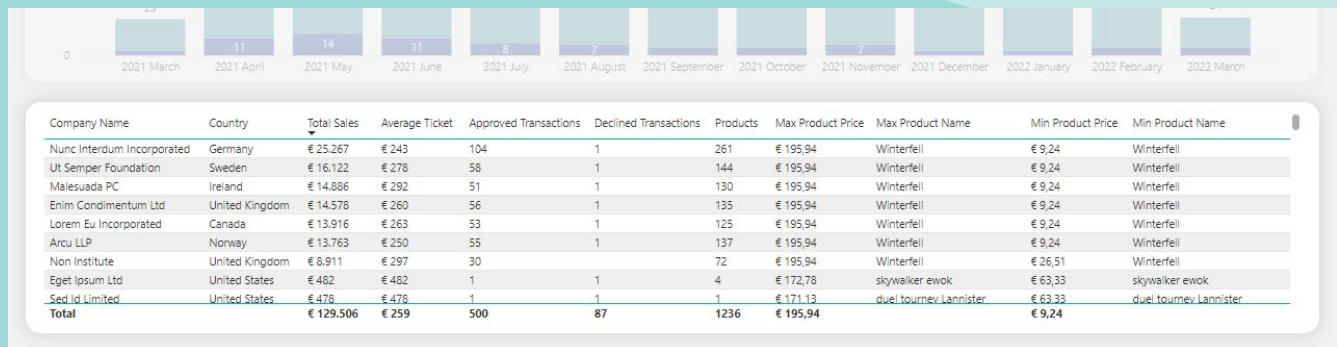 0
11 14 11 8 7 7
2021 March 2021 April 2021 May 2021 June 2021 July 2021 August 2021 September 2021 October 2021 November 2021 December 2022 January 2022 February 2022 March
Company Name Country Total Sales Average Ticket Approved Transactions Declined Transactions Products Max Product Price Max Product Name Min Product Price Min Product Name
Nunc Interdum Incorporated Germany € 25.267 € 243 104 1 261 € 195,94 Winterfell € 9,24 Winterfell
Ut Semper Foundation Sweden € 16.122 € 278 58 1 144 € 195,94 Winterfell € 9,24 Winterfell
Malesuada PC Ireland € 14.886 € 292 51 1 130 € 195,94 Winterfell € 9,24 Winterfell
Enim Condimentum Ltd United Kingdom € 14.578 € 260 56 1 135 € 195,94 Winterfell € 9,24 Winterfell
Lorem Eu Incorporated Canada € 13.916 € 263 53 1 125 € 195,94 Winterfell € 9,24 Winterfell
Arcu LLP Norway € 13.763 € 250 55 1 137 € 195,94 Winterfell € 9,24 Winterfell
Non Institute United Kingdom € 8.911 € 297 30 72 € 195,94 Winterfell € 26,51 Winterfell
Eget Ipsum Ltd United States € 482 € 482 1 1 4 € 172,78 skywalker ewok € 63,33 skywalker ewok
Sed Id Limited United States € 478 € 478 1 1 1 € 171,13 duel tourney Lannister € 63,33 duel tourney Lannister
Total € 129.506 € 259 500 87 1236 € 195,94 € 9,24